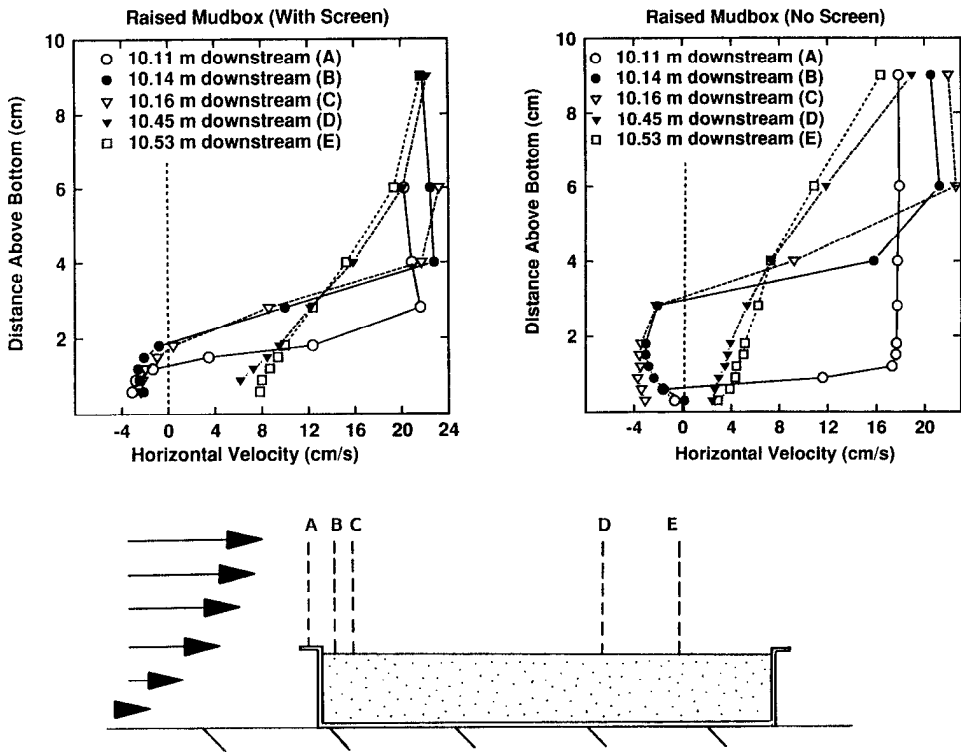 Raised Mudbox (With Screen)
10
8
6
4
2
Distance Above Bottom (cm)
10.11 m downstream (A)
10.14 m downstream (B)
10.16 m downstream (C)
10.45 m downstream (D)
10.53 m downstream (E)
-4 0 4 8 12 16 20 24
Horizontal Velocity (cm/s)
Raised Mudbox (No Screen)
10
8
6
4
2
Distance Above Bottom (cm)
10.11 m downstream (A)
10.14 m downstream (B)
10.16 m downstream (C)
10.45 m downstream (D)
10.53 m downstream (E)
-4 0 4 8 12 16 20
Horizontal Velocity (cm/s)
A B C D E